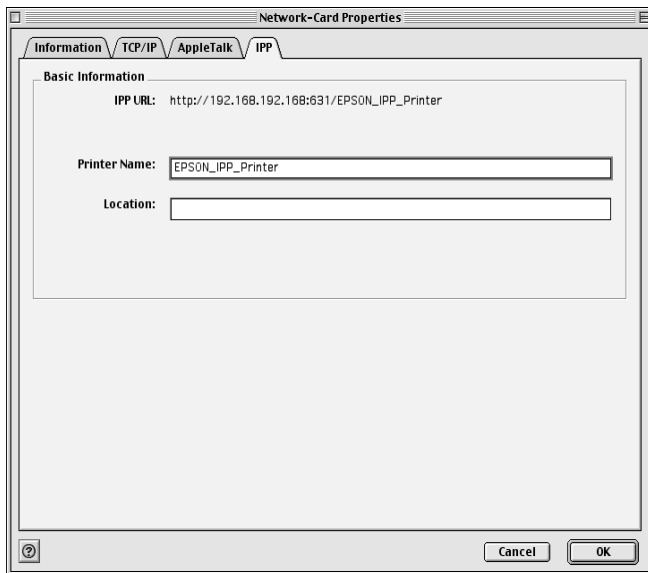 Network-Card Properties
Information TCP/IP AppleTalk IPP
Basic Information
IPP URL: http://192.168.192.168:631/EPSON_IPP_Printer
Printer Name: EPSON_IPP_Printer
Location:
?
Cancel OK